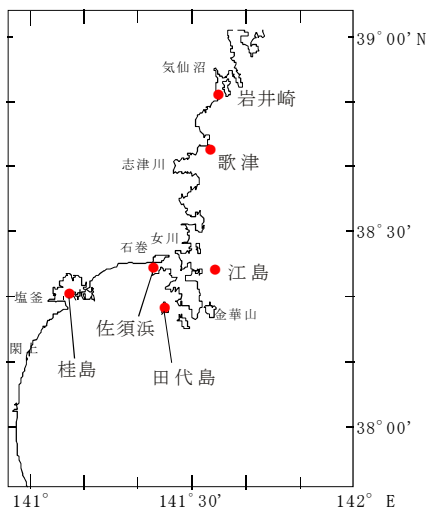 39°00'N
気仙沼
岩井崎
歌津
志津川
38°30'
女川
石巻
江島
塩釜
金華山
佐須浜
閖上
桂島
田代島
38°00'
141°
141°30'
142° E